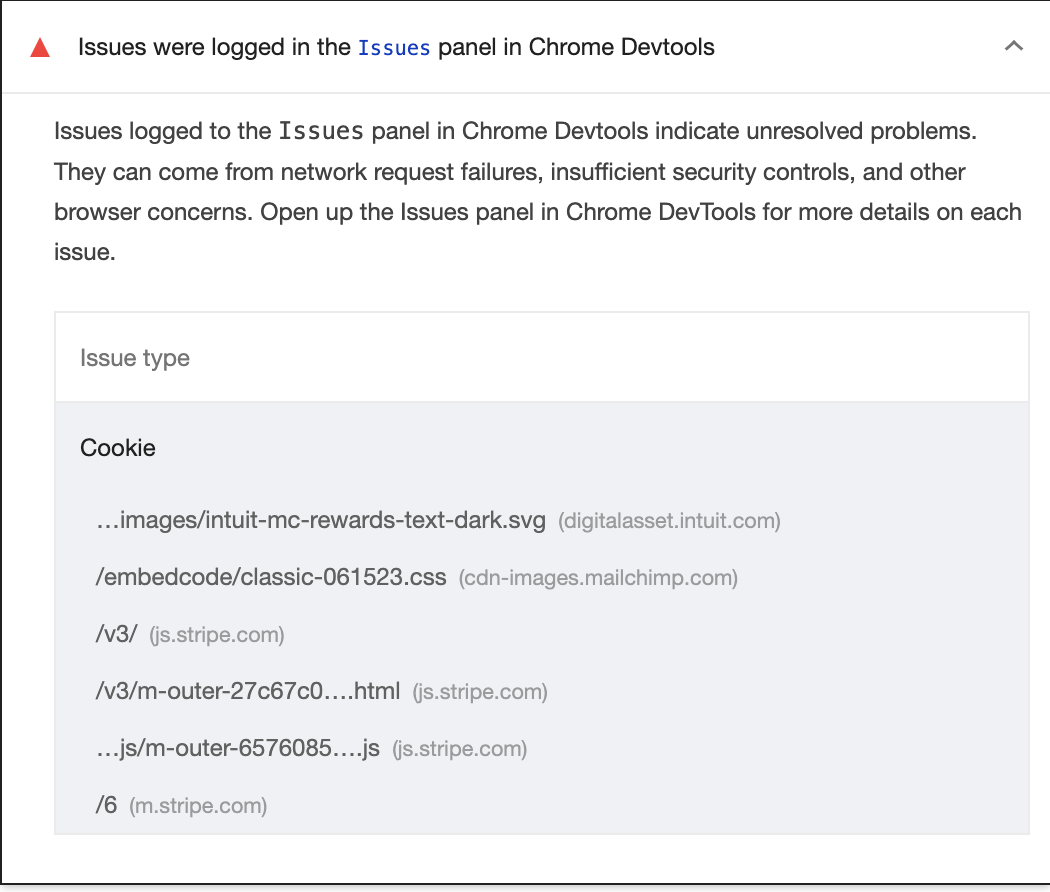 Issues were logged in the Issues panel in Chrome Devtools
Issues logged to the Issues panel in Chrome Devtools indicate unresolved problems.
They can come from network request failures, insufficient security controls, and other
browser concerns. Open up the Issues panel in Chrome DevTools for more details on each
issue.
Issue type
Cookie
…images/intuit-mc-rewards-text-dark.svg (digitalasset.intuit.com)
/embedcode/classic-061523.css (cdn-images.mailchimp.com)
/v3/ (js.stripe.com)
/v3/m-outer-27c67c0….html (js.stripe.com)
…js/m-outer-6576085….js (js.stripe.com)
/6 (m.stripe.com)